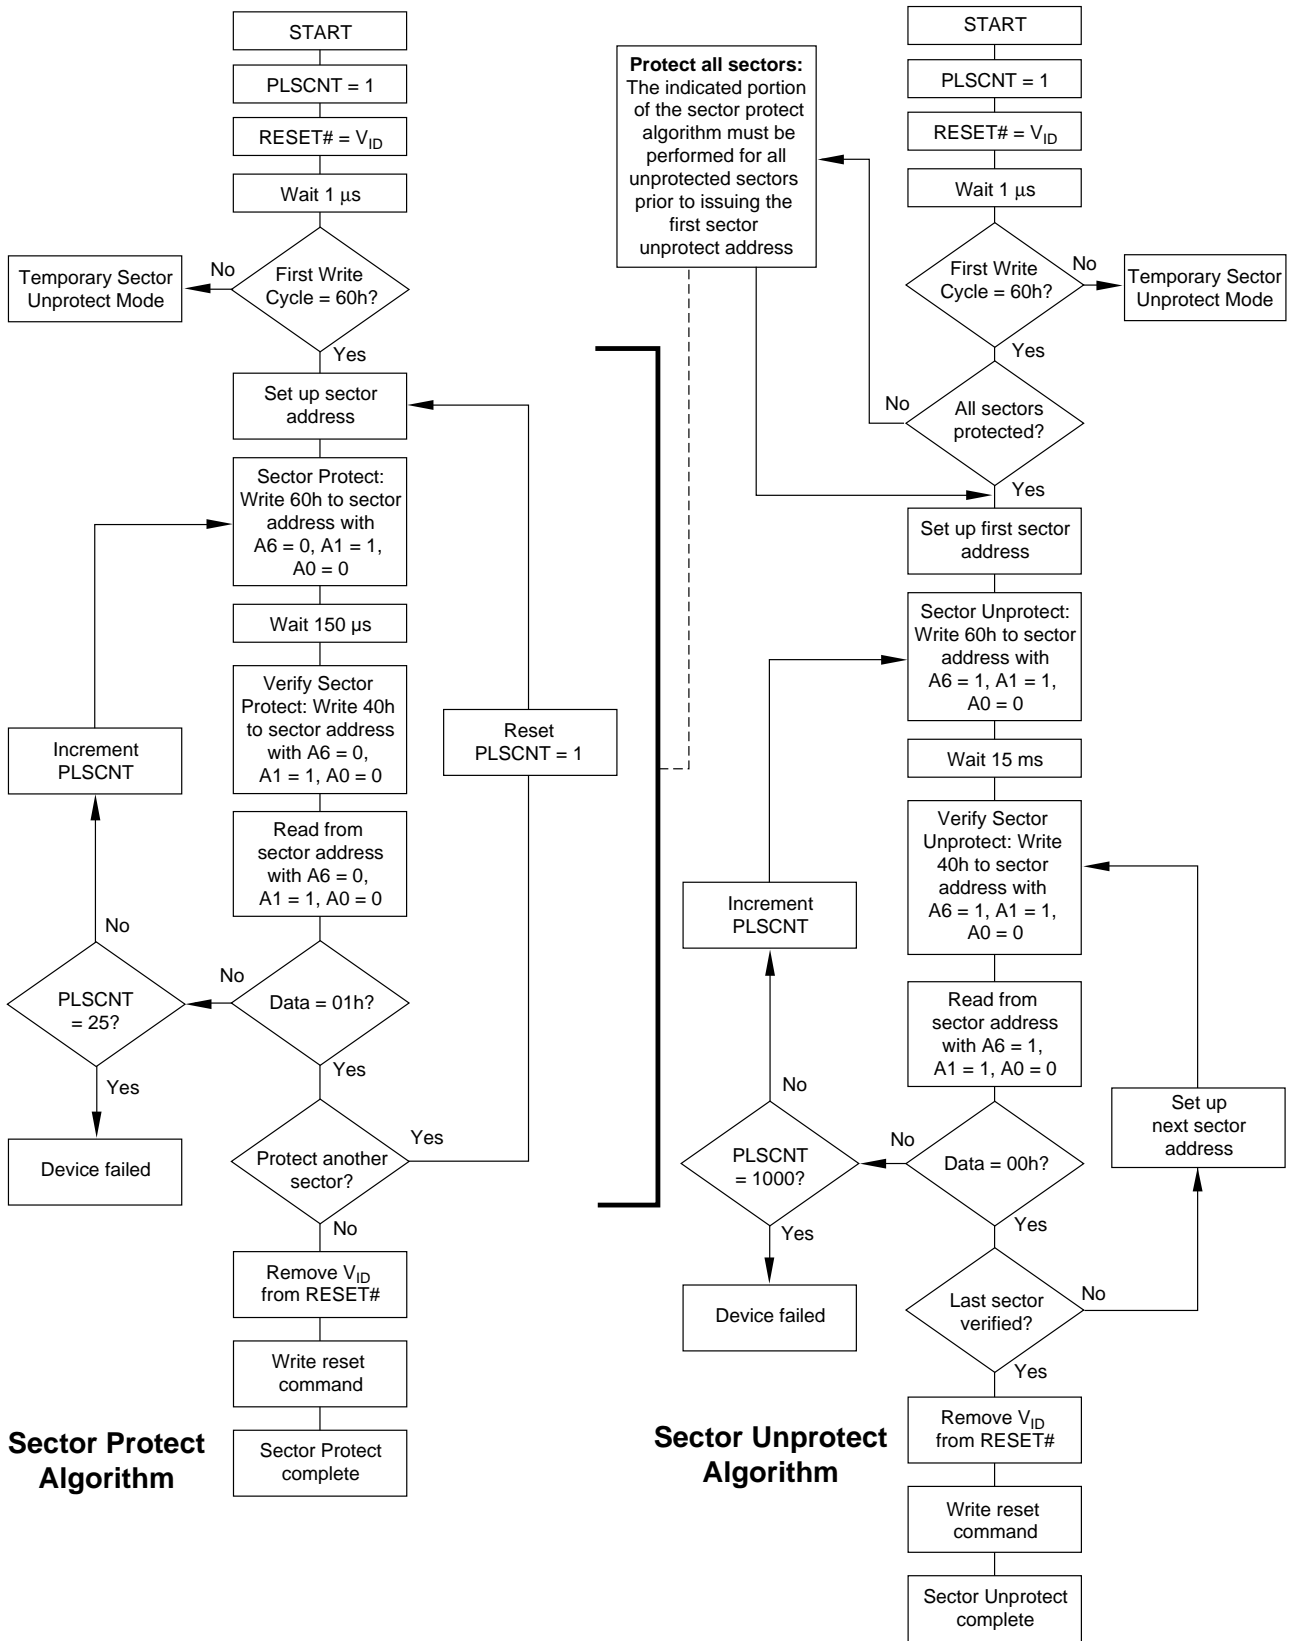 START
PLSCNT = 1
RESET# = VID
Wait 1 μs
First Write
Cycle = 60h?
No
Temporary Sector
Unprotect Mode
Yes
Set up sector
address
Sector Protect:
Write 60h to sector
address with
A6 = 0, A1 = 1,
A0 = 0
Wait 150 µs
Verify Sector
Protect: Write 40h
to sector address
with A6 = 0,
A1 = 1, A0 = 0
Reset
PLSCNT = 1
Increment
PLSCNT
Read from
sector address
with A6 = 0,
A1 = 1, A0 = 0
No
PLSCNT
= 25?
No
Data = 01h?
Yes
Yes
Device failed
Protect another
sector?
Yes
No
Remove VID
from RESET#
Write reset
command
Sector Protect
complete
Sector Protect
Algorithm
Protect all sectors:
The indicated portion
of the sector protect
algorithm must be
performed for all
unprotected sectors
prior to issuing the
first sector
unprotect address
START
PLSCNT = 1
RESET# = VID
Wait 1 μs
First Write
Cycle = 60h?
No
Temporary Sector
Unprotect Mode
Yes
No
All sectors
protected?
Yes
Set up first sector
address
Sector Unprotect:
Write 60h to sector
address with
A6 = 1, A1 = 1,
A0 = 0
Wait 15 ms
Verify Sector
Unprotect: Write
40h to sector
address with
A6 = 1, A1 = 1,
A0 = 0
Increment
PLSCNT
Read from
sector address
with A6 = 1,
A1 = 1, A0 = 0
No
Set up
next sector
address
PLSCNT
= 1000?
No
Data = 00h?
Yes
Yes
Device failed
Last sector
verified?
No
Yes
Remove VID
from RESET#
Write reset
command
Sector Unprotect
complete
Sector Unprotect
Algorithm